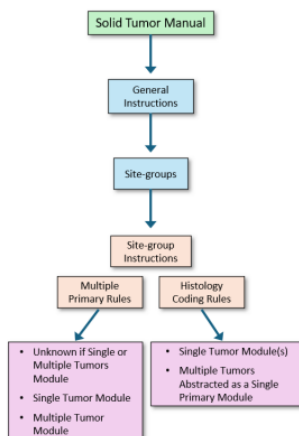 Solid Tumor Manual
General
Instructions
Site-groups
Site-group
Instructions
Multiple
Primary Rules
Histology
Coding Rules
• Unknown if Single or
Multiple Tumors
Module
• Single Tumor Module
• Multiple Tumor
Module
• Single Tumor Module(s)
• Multiple Tumors
Abstracted as a Single
Primary Module